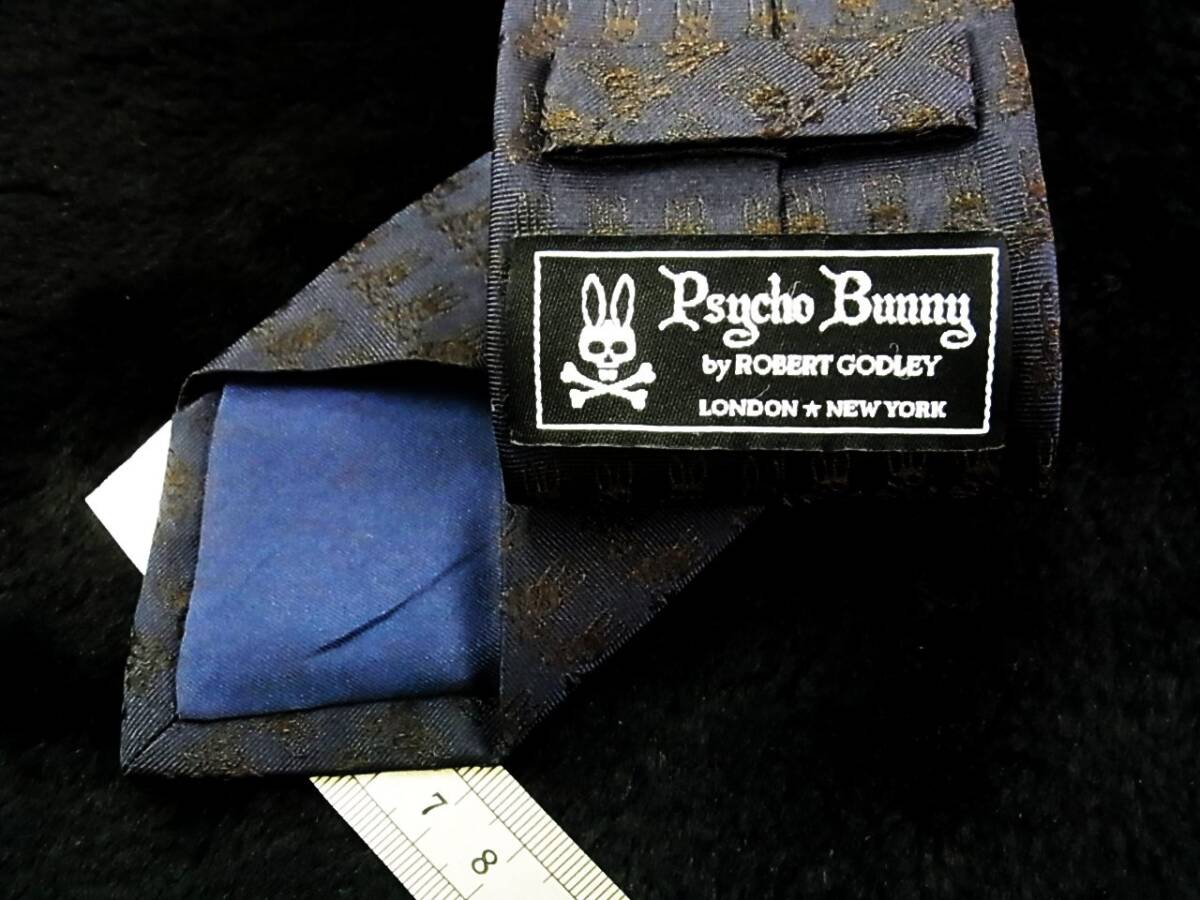 Psycho Bunny
by ROBERT GODLEY
LONDON ★ NEW YORK
7
8